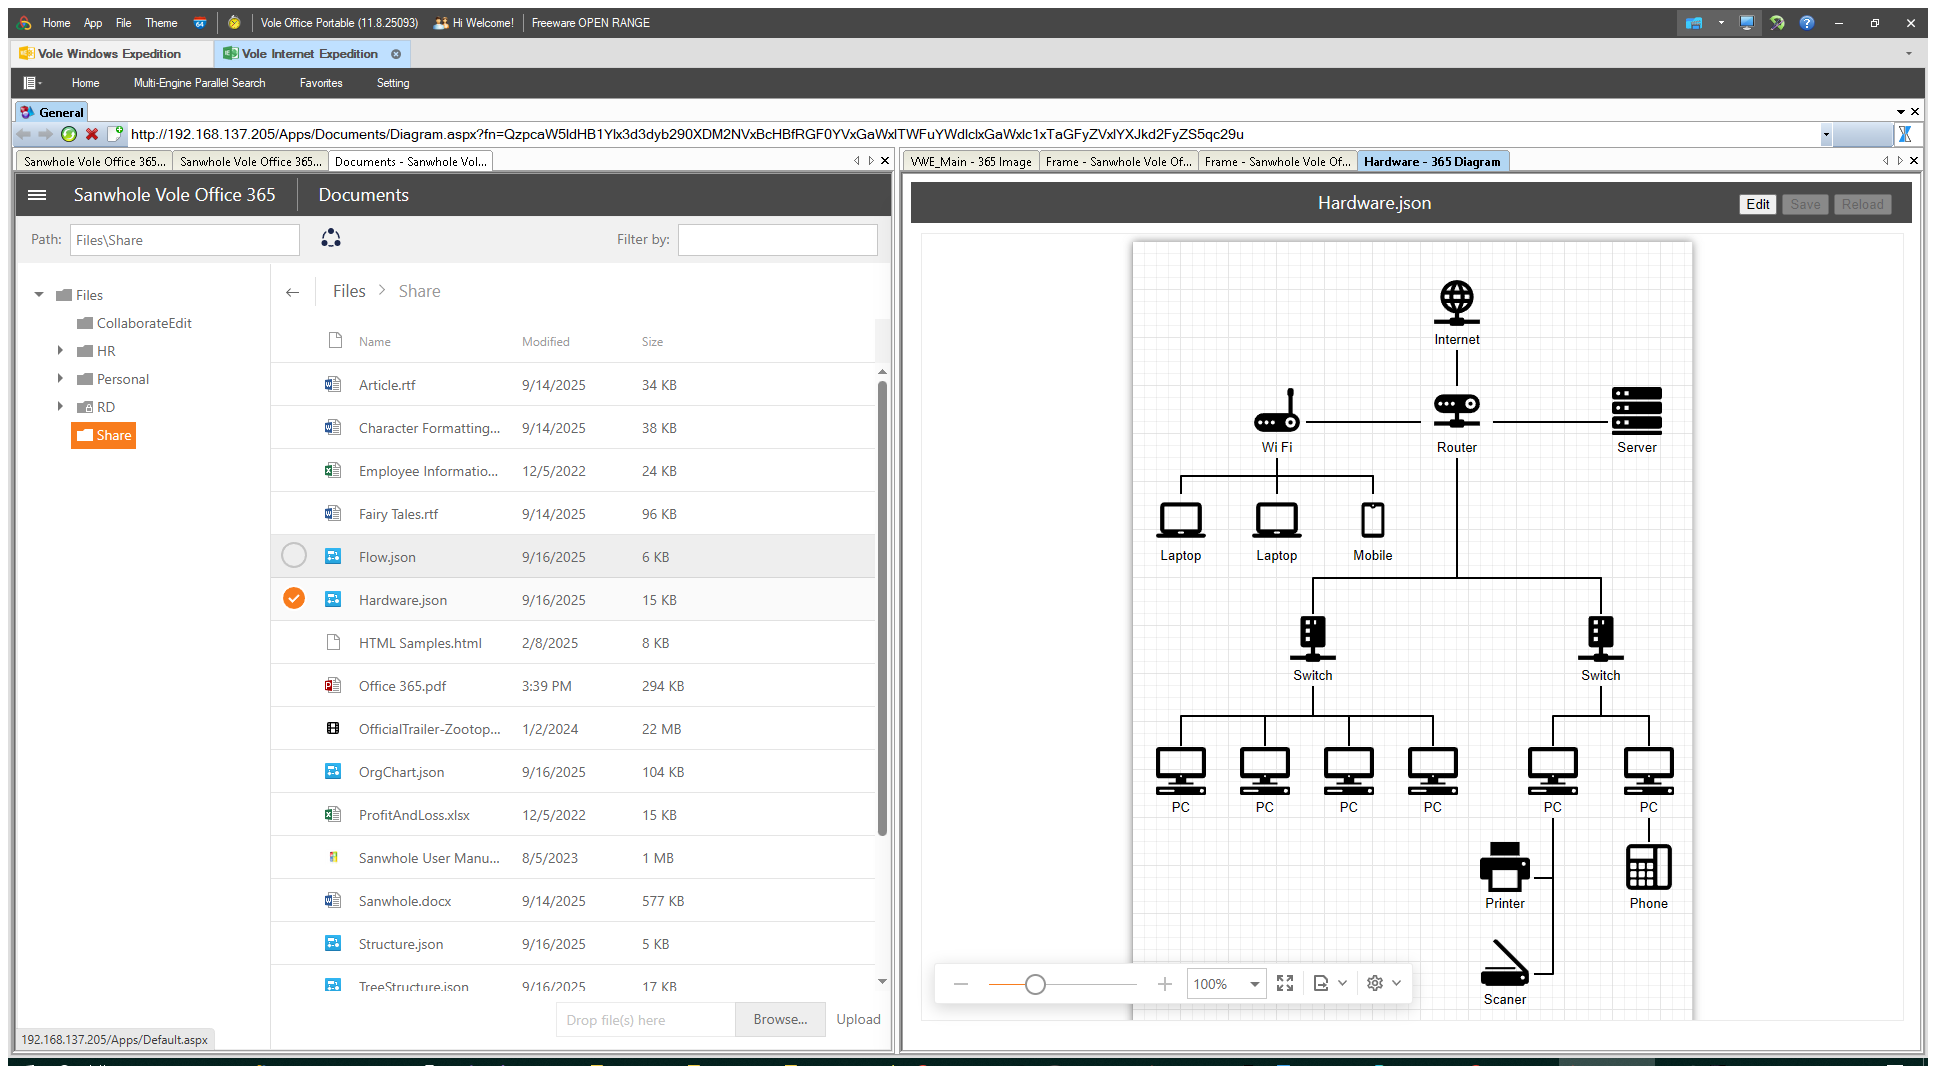 Home App File Theme 64 Vole Office Portable (11.8.25093) Hi Welcome! Freeware OPEN RANGE
Vole Windows Expedition Vole Internet Expedition
Home Multi-Engine Parallel Search Favorites Setting
General
http://192.168.137.205/Apps/Documents/Diagram.aspx?fn=QzpcaW5ldHB1Ylx3d3dyb290XDM2NVxBcHBfRGF0YVxGaWxlTWFuYWdlclxGaWxlc1xTaGFyZVxIYXJkd2FyZS5qc29u
Sanwhole Vole Office 365... Sanwhole Vole Office 365... Documents - Sanwhole Vol...
VWE_Main - 365 Image Frame - Sanwhole Vole Of... Frame - Sanwhole Vole Of... Hardware - 365 Diagram
Sanwhole Vole Office 365 Documents
Path: Files\Share Filter by:
Files
CollaborateEdit
HR
Personal
RD
Share
Files > Share
Name Modified Size
Article.rtf 9/14/2025 34 KB
Character Formatting... 9/14/2025 38 KB
Employee Informatio... 12/5/2022 24 KB
Fairy Tales.rtf 9/14/2025 96 KB
Flow.json 9/16/2025 6 KB
Hardware.json 9/16/2025 15 KB
HTML Samples.html 2/8/2025 8 KB
Office 365.pdf 3:39 PM 294 KB
OfficialTrailer-Zootop... 1/2/2024 22 MB
OrgChart.json 9/16/2025 104 KB
ProfitAndLoss.xlsx 12/5/2022 15 KB
Sanwhole User Manu... 8/5/2023 1 MB
Sanwhole.docx 9/14/2025 577 KB
Structure.json 9/16/2025 5 KB
TreeStructure.json 9/16/2025 17 KB
Drop file(s) here Browse... Upload
192.168.137.205/Apps/Default.aspx
Hardware.json Edit Save Reload
Internet
Wi Fi Router Server
Laptop Laptop Mobile
Switch Switch
PC PC PC PC PC PC
Printer Phone
Scaner
100%